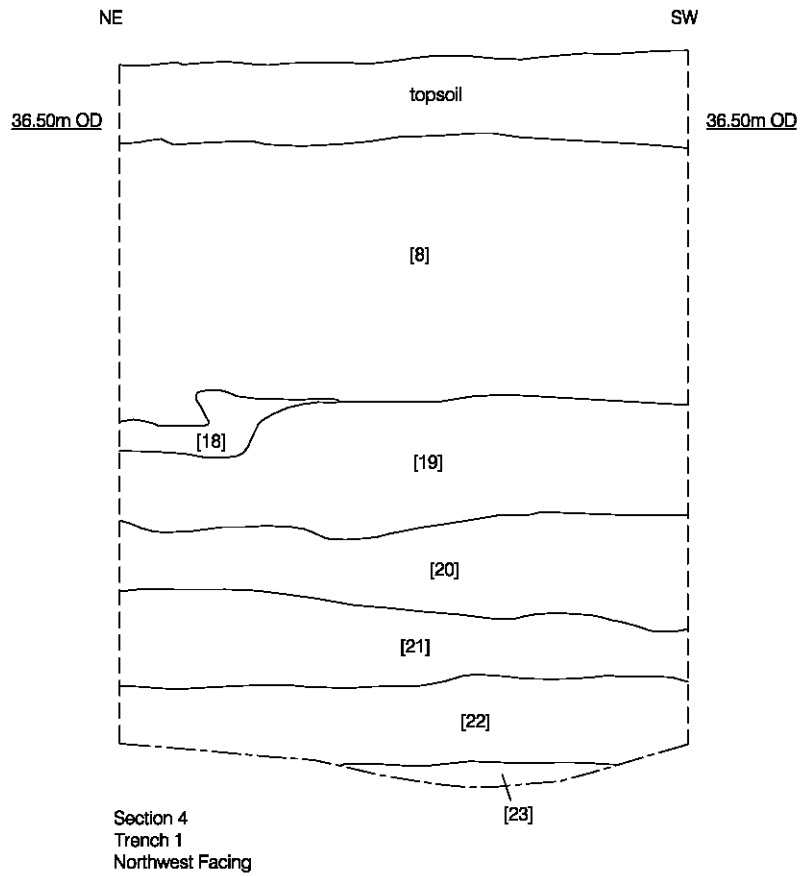 NE
SW
topsoil
36.50m OD
36.50m OD
[8]
[18]
[19]
[20]
[21]
[22]
[23]
Section 4
Trench 1
Northwest Facing